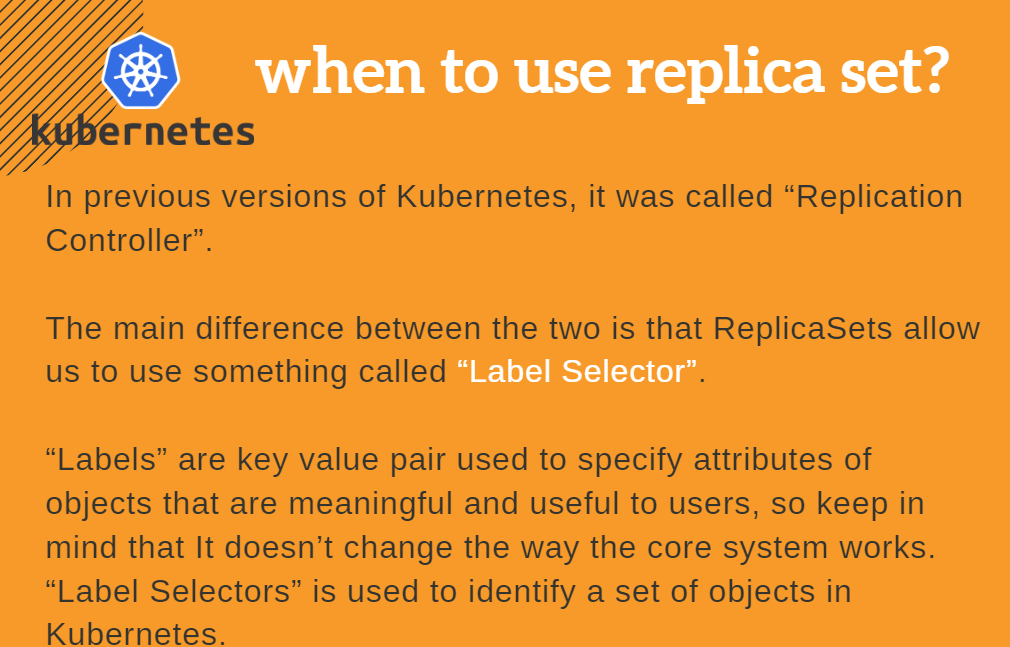 when to use replica set?
kubernetes
In previous versions of Kubernetes, it was called “Replication
Controller”.
The main difference between the two is that ReplicaSets allow
us to use something called “Label Selector”.
“Labels” are key value pair used to specify attributes of
objects that are meaningful and useful to users, so keep in
mind that It doesn’t change the way the core system works.
“Label Selectors” is used to identify a set of objects in
Kubernetes.